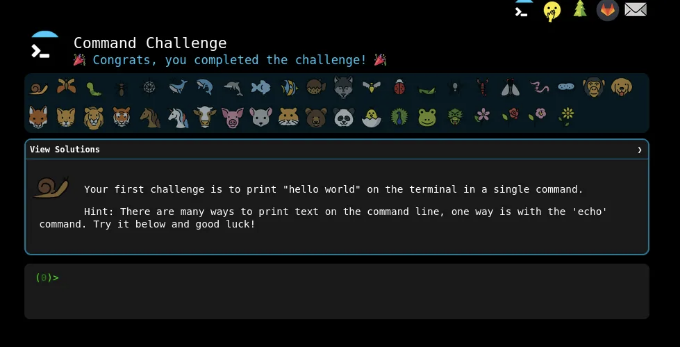 Command Challenge
🎉 Congrats, you completed the challenge! 🎉
View Solutions ❯
Your first challenge is to print "hello world" on the terminal in a single command.
Hint: There are many ways to print text on the command line, one way is with the 'echo'
command. Try it below and good luck!
(0)>